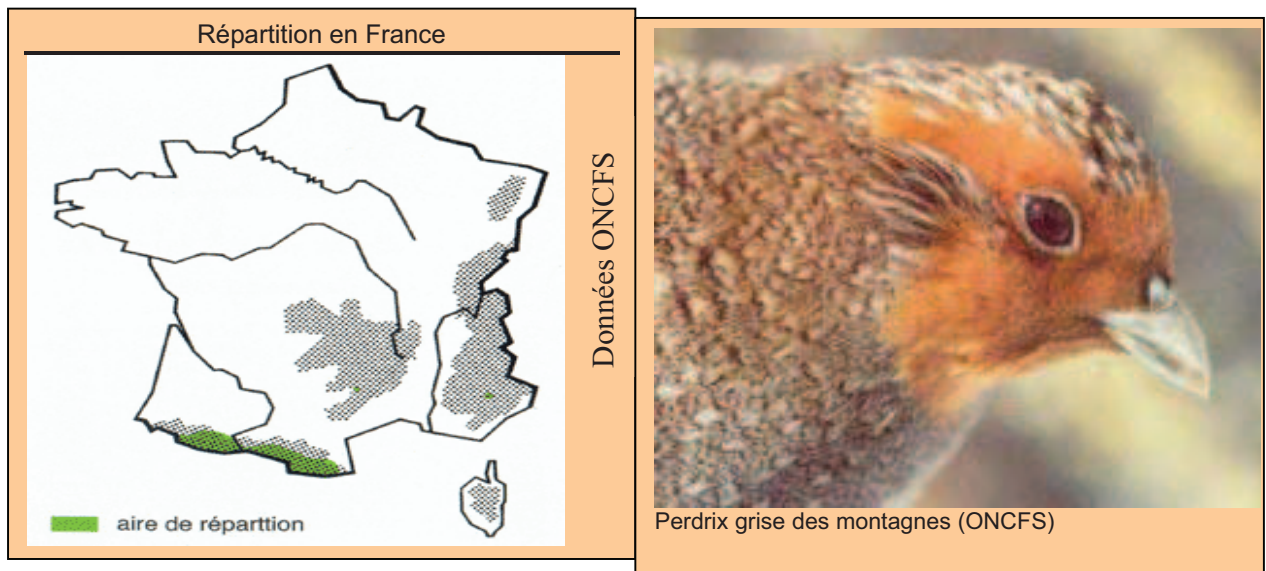 Répartition en France
Données ONCFS
aire de réparttion
Perdrix grise des montagnes (ONCFS)